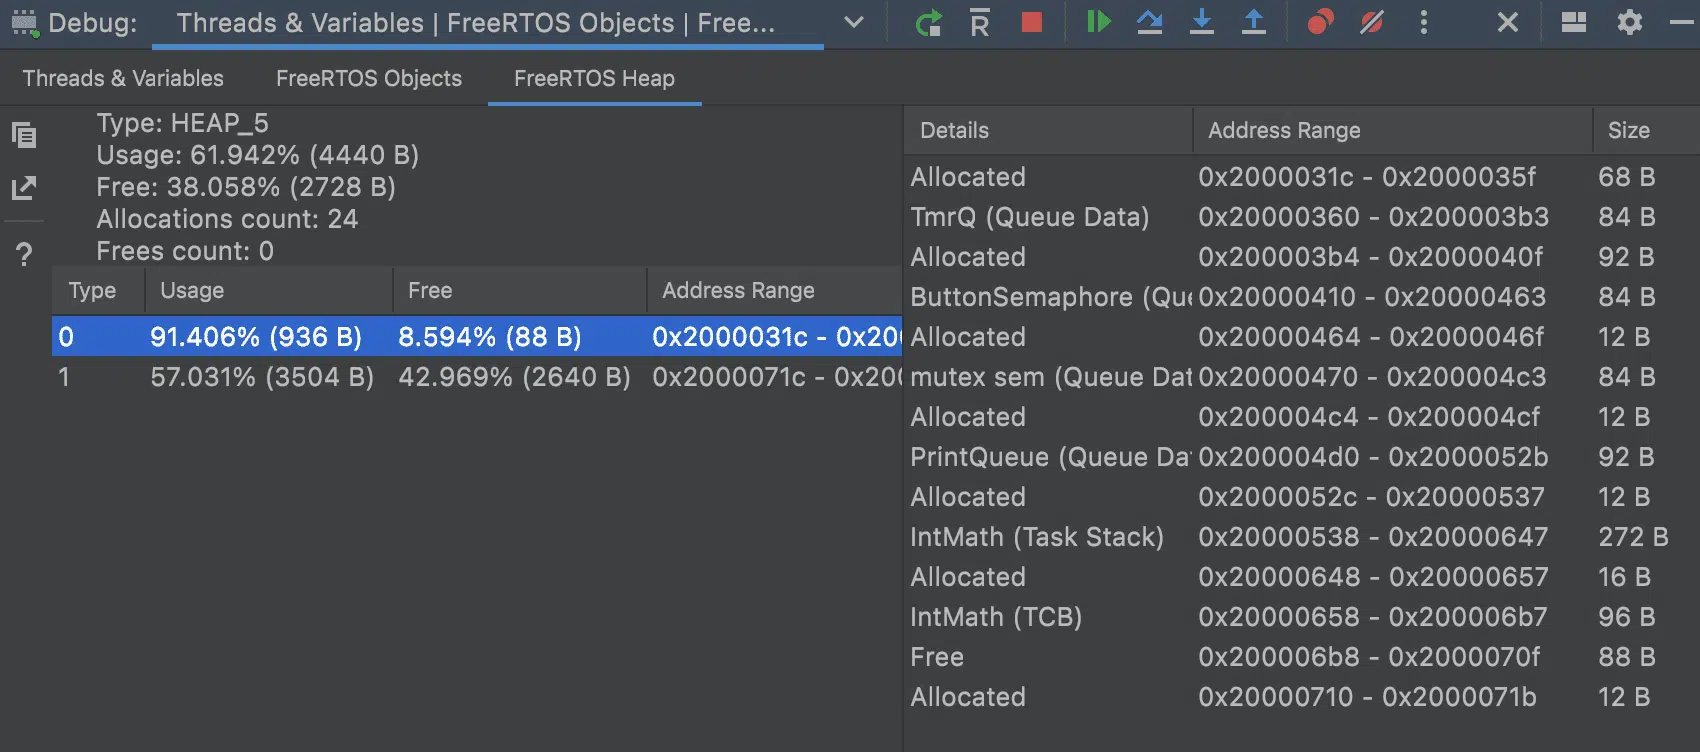 Debug: Threads & Variables | FreeRTOS Objects | Free...
Threads & Variables FreeRTOS Objects FreeRTOS Heap
Type: HEAP_5
Usage: 61.942% (4440 B)
Free: 38.058% (2728 B)
Allocations count: 24
Frees count: 0
Type Usage Free Address Range
0 91.406% (936 B) 8.594% (88 B) 0x2000031c - 0x20
1 57.031% (3504 B) 42.969% (2640 B) 0x2000071c - 0x20
Details Address Range Size
Allocated 0x2000031c - 0x2000035f 68 B
TmrQ (Queue Data) 0x20000360 - 0x200003b3 84 B
Allocated 0x200003b4 - 0x2000040f 92 B
ButtonSemaphore (Que 0x20000410 - 0x20000463 84 B
Allocated 0x20000464 - 0x2000046f 12 B
mutex sem (Queue Dat 0x20000470 - 0x200004c3 84 B
Allocated 0x200004c4 - 0x200004cf 12 B
PrintQueue (Queue Da 0x200004d0 - 0x2000052b 92 B
Allocated 0x2000052c - 0x20000537 12 B
IntMath (Task Stack) 0x20000538 - 0x20000647 272 B
Allocated 0x20000648 - 0x20000657 16 B
IntMath (TCB) 0x20000658 - 0x200006b7 96 B
Free 0x200006b8 - 0x2000070f 88 B
Allocated 0x20000710 - 0x2000071b 12 B